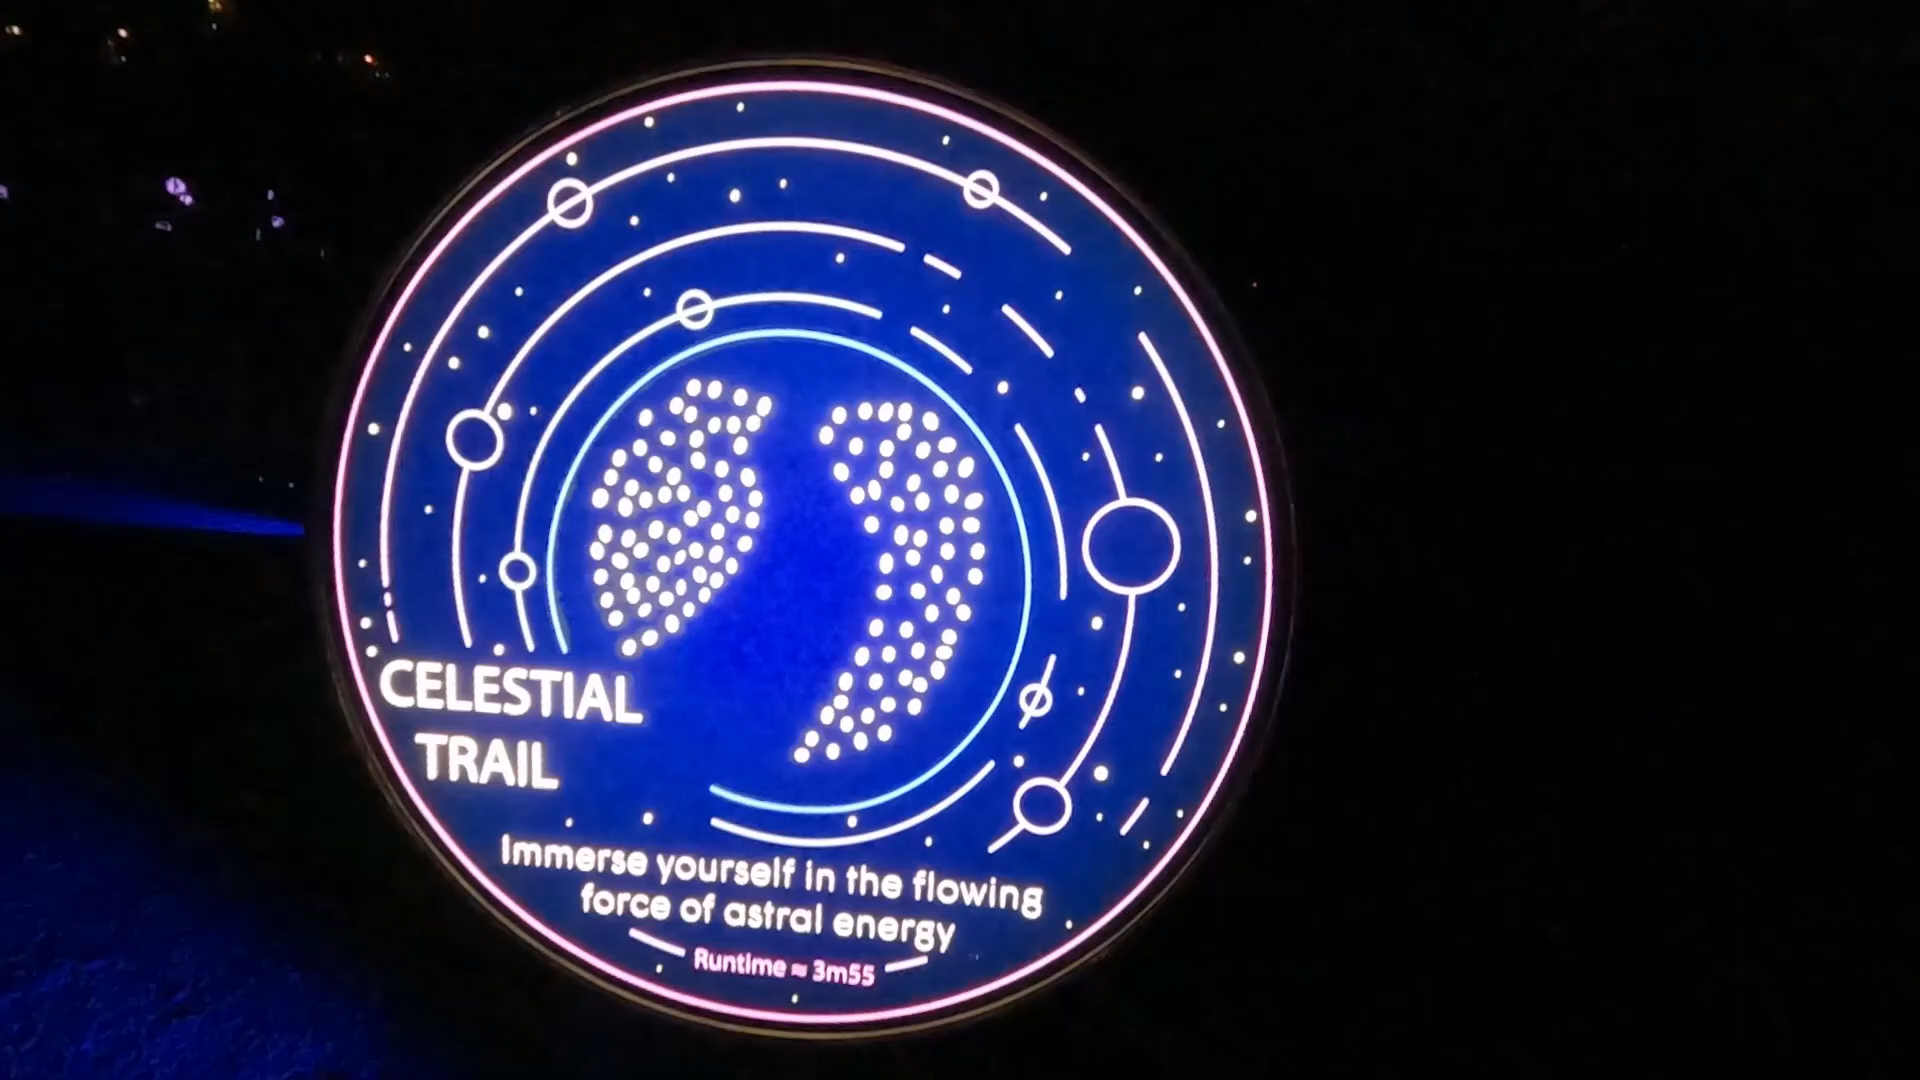 CELESTIAL
TRAIL
Immerse yourself in the flowing
force of astral energy
Runtime ≈ 3m55